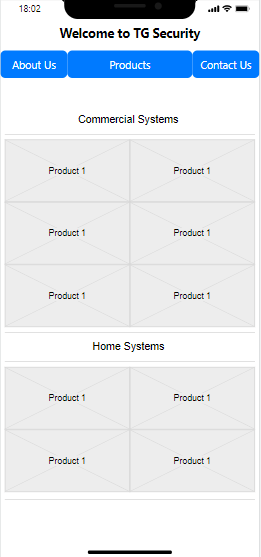 18:02
Welcome to TG Security
About Us Products Contact Us
Commercial Systems
Product 1 Product 1
Product 1 Product 1
Product 1 Product 1
Home Systems
Product 1 Product 1
Product 1 Product 1